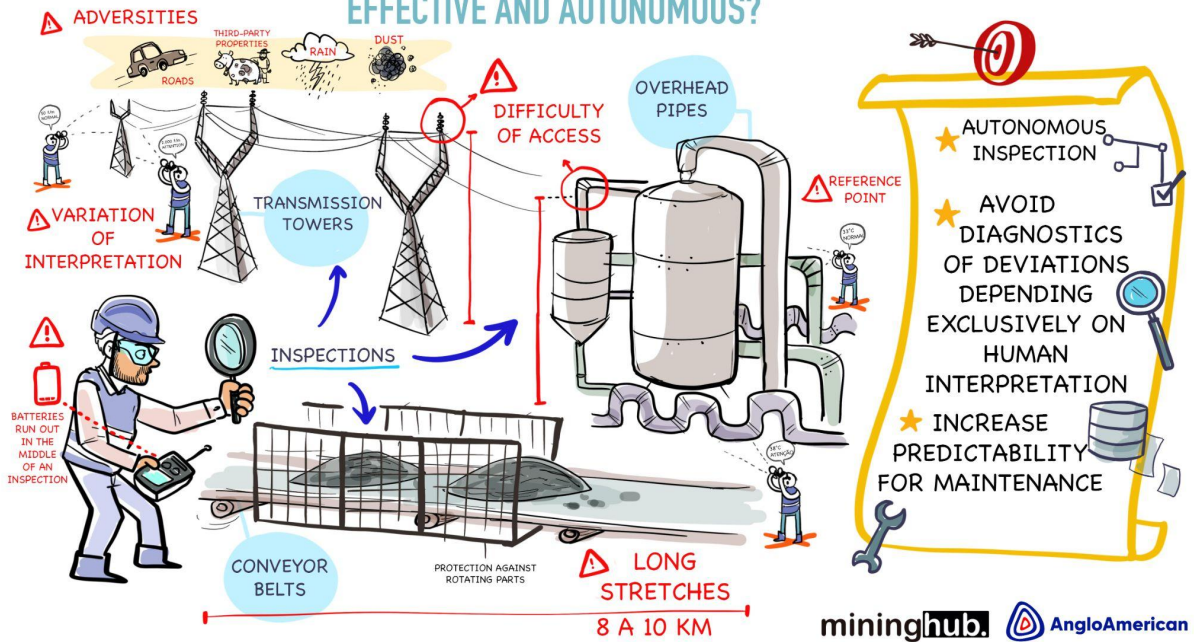 EFFECTIVE AND AUTONOMOUS?
ADVERSITIES
ROADS
THIRD-PARTY
PROPERTIES
RAIN
DUST
NORMAL
DIFFICULTY
OF ACCESS
OVERHEAD
PIPES
TRANSMISSION
TOWERS
VARIATION
OF
INTERPRETATION
REFERENCE
POINT
33°C
NORMAL
INSPECTIONS
BATTERIES
RUN OUT
IN THE
MIDDLE
OF AN
INSPECTION
38°C
ATENÇÃO
CONVEYOR
BELTS
PROTECTION AGAINST
ROTATING PARTS
LONG
STRETCHES
8 A 10 KM
AUTONOMOUS
INSPECTION
AVOID
DIAGNOSTICS
OF DEVIATIONS
DEPENDING
EXCLUSIVELY ON
HUMAN
INTERPRETATION
INCREASE
PREDICTABILITY
FOR MAINTENANCE
mininghub.
AngloAmerican